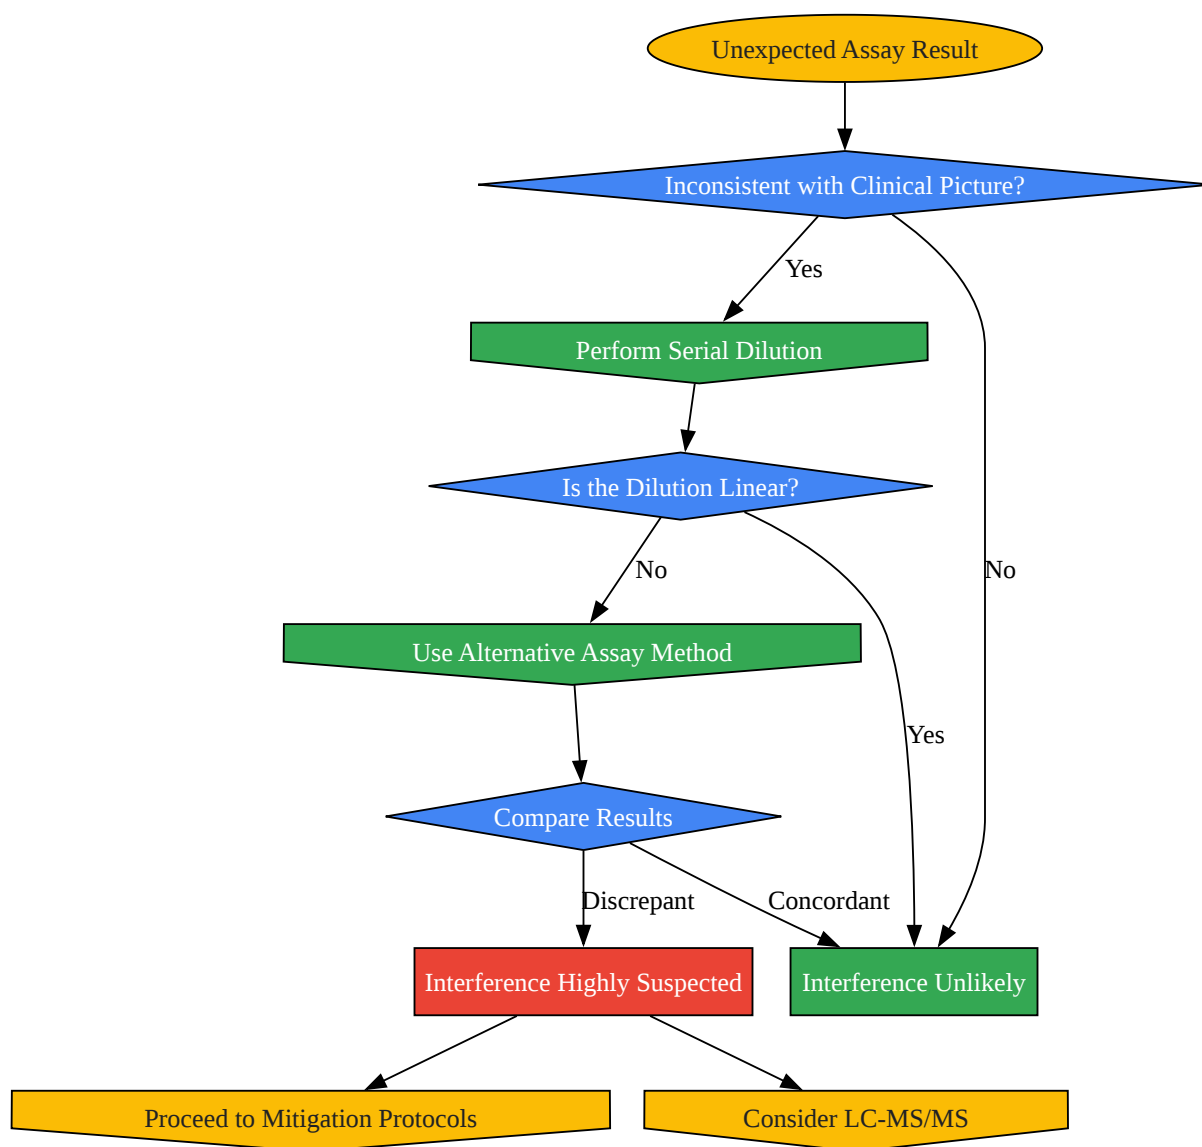 Unexpected Assay Result
Inconsistent with Clinical Picture?
Yes
Perform Serial Dilution
Is the Dilution Linear?
No
No
Use Alternative Assay Method
Yes
Compare Results
Discrepant
Concordant
Interference Highly Suspected
Interference Unlikely
Proceed to Mitigation Protocols
Consider LC-MS/MS